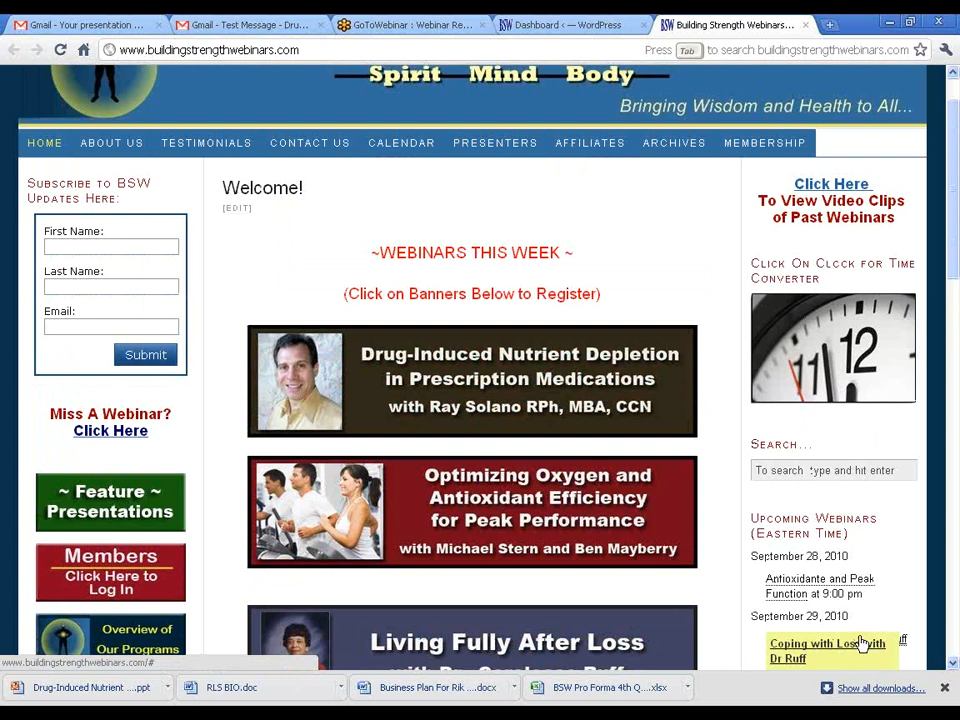 Gmail - Your presentation ...
Gmail - Test Message - Dru...
GoToWebinar : Webinar Re...
BSW Dashboard ‹ — WordPress
BSW Building Strength Webinars...
www.buildingstrengthwebinars.com
Press Tab to search buildingstrengthwebinars.com
Spirit Mind Body
Bringing Wisdom and Health to All...
HOME ABOUT US TESTIMONIALS CONTACT US CALENDAR PRESENTERS AFFILIATES ARCHIVES MEMBERSHIP
Subscribe to BSW
Updates Here:
First Name:
Last Name:
Email:
Submit
Miss A Webinar?
Click Here
~ Feature ~
Presentations
Members
Click Here to
Log In
Overview of
Our Programs
Welcome!
[EDIT]
~WEBINARS THIS WEEK ~
(Click on Banners Below to Register)
Drug-Induced Nutrient Depletion
in Prescription Medications
with Ray Solano RPh, MBA, CCN
Optimizing Oxygen and
Antioxidant Efficiency
for Peak Performance
with Michael Stern and Ben Mayberry
Living Fully After Loss
Click Here
To View Video Clips
of Past Webinars
Click On Clock for Time
Converter
12
11
Search...
To search type and hit enter
Upcoming Webinars
(Eastern Time)
September 28, 2010
Antioxidante and Peak
Function at 9:00 pm
September 29, 2010
Coping with Loss with
Dr Ruff
www.buildingstrengthwebinars.com/#
Drug-Induced Nutrient ....ppt
RLS BIO.doc
Business Plan For Rik ....docx
BSW Pro Forma 4th Q....xlsx
Show all downloads...